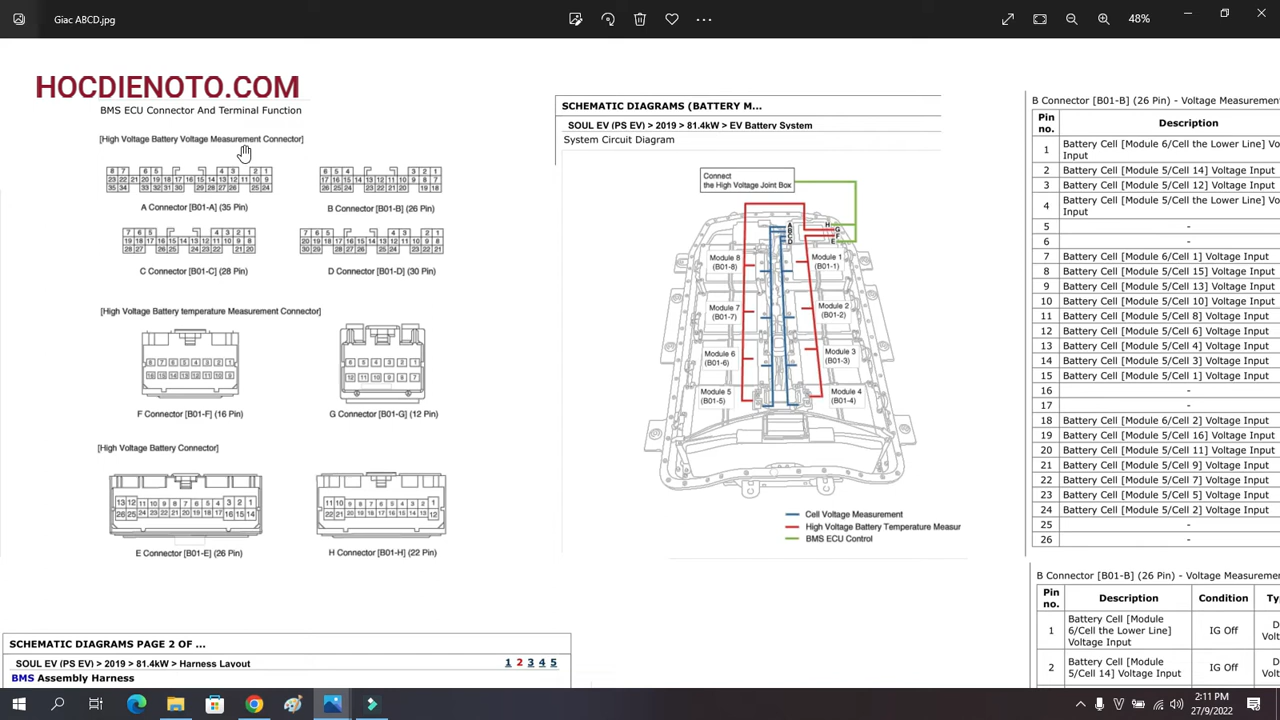 Giac ABCD.jpg
48%
HOCDIENOTO.COM
BMS ECU Connector And Terminal Function
[High Voltage Battery Voltage Measurement Connector]
A Connector [B01-A] (35 Pin)
B Connector [B01-B] (26 Pin)
C Connector [B01-C] (28 Pin)
D Connector [B01-D] (30 Pin)
[High Voltage Battery temperature Measurement Connector]
F Connector [B01-F] (16 Pin)
G Connector [B01-G] (12 Pin)
[High Voltage Battery Connector]
E Connector [B01-E] (26 Pin)
H Connector [B01-H] (22 Pin)
SCHEMATIC DIAGRAMS PAGE 2 OF ...
SOUL EV (PS EV) > 2019 > 81.4kW > Harness Layout
1 2 3 4 5
BMS Assembly Harness
SCHEMATIC DIAGRAMS (BATTERY M...
SOUL EV (PS EV) > 2019 > 81.4kW > EV Battery System
System Circuit Diagram
Connect
the High Voltage Joint Box
A
B
C
D
H
G
F
E
Module 8
(B01-8)
Module 1
(B01-1)
Module 7
(B01-7)
Module 2
(B01-2)
Module 6
(B01-6)
Module 3
(B01-3)
Module 5
(B01-5)
Module 4
(B01-4)
Cell Voltage Measurement
High Voltage Battery Temperature Measur
BMS ECU Control
B Connector [B01-B] (26 Pin) - Voltage Measurement
Pin
no.
Description
1 Battery Cell [Module 6/Cell the Lower Line] Vo
Input
2 Battery Cell [Module 5/Cell 14] Voltage Input
3 Battery Cell [Module 5/Cell 12] Voltage Input
4 Battery Cell [Module 5/Cell the Lower Line] Vo
Input
5 -
6 -
7 Battery Cell [Module 6/Cell 1] Voltage Input
8 Battery Cell [Module 5/Cell 15] Voltage Input
9 Battery Cell [Module 5/Cell 13] Voltage Input
10 Battery Cell [Module 5/Cell 10] Voltage Input
11 Battery Cell [Module 5/Cell 8] Voltage Input
12 Battery Cell [Module 5/Cell 6] Voltage Input
13 Battery Cell [Module 5/Cell 4] Voltage Input
14 Battery Cell [Module 5/Cell 3] Voltage Input
15 Battery Cell [Module 5/Cell 1] Voltage Input
16 -
17 -
18 Battery Cell [Module 6/Cell 2] Voltage Input
19 Battery Cell [Module 5/Cell 16] Voltage Input
20 Battery Cell [Module 5/Cell 11] Voltage Input
21 Battery Cell [Module 5/Cell 9] Voltage Input
22 Battery Cell [Module 5/Cell 7] Voltage Input
23 Battery Cell [Module 5/Cell 5] Voltage Input
24 Battery Cell [Module 5/Cell 2] Voltage Input
25 -
26 -
B Connector [B01-B] (26 Pin) - Voltage Measureme
Pin
no.
Description
Condition
Ty
1
Battery Cell [Module
6/Cell the Lower Line]
Voltage Input
IG Off
D
Volt
2
Battery Cell [Module
5/Cell 14] Voltage Input
IG Off
D
Volt
2:11 PM
27/9/2022